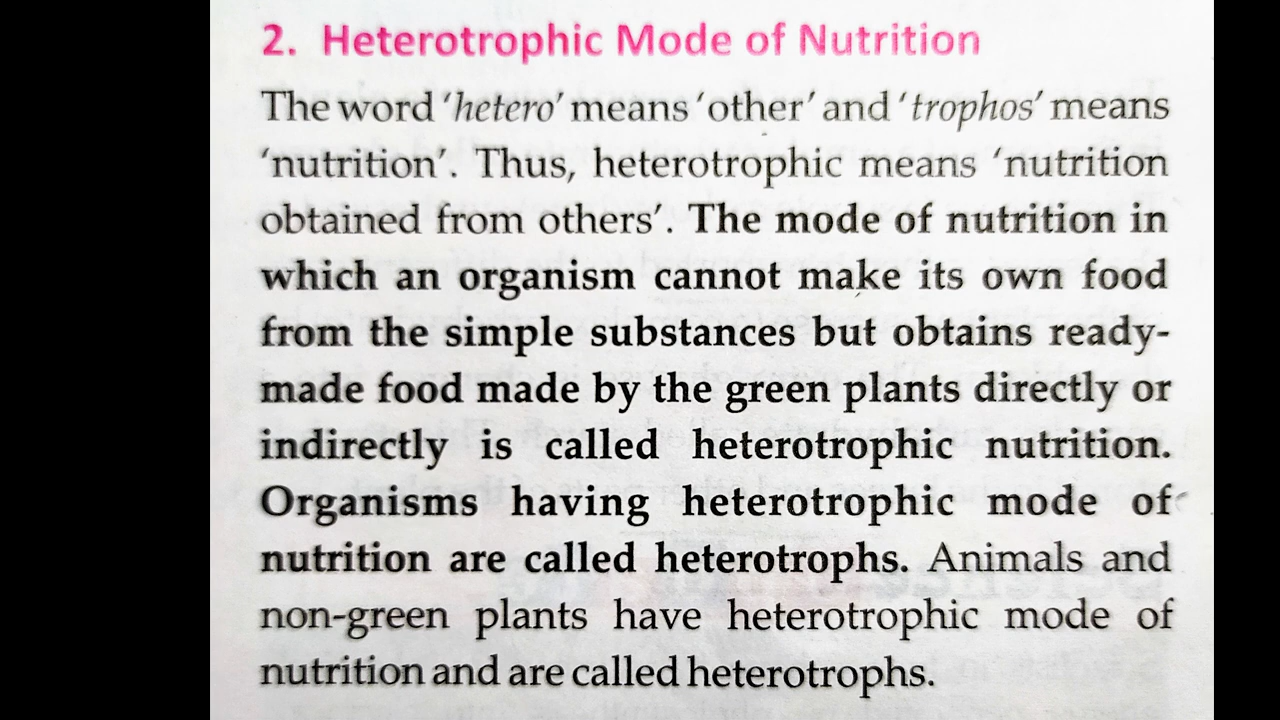 2. Heterotrophic Mode of Nutrition
The word ‘hetero’ means ‘other’ and ‘trophos’ means
‘nutrition’. Thus, heterotrophic means ‘nutrition
obtained from others’. The mode of nutrition in
which an organism cannot make its own food
from the simple substances but obtains ready-
made food made by the green plants directly or
indirectly is called heterotrophic nutrition.
Organisms having heterotrophic mode of
nutrition are called heterotrophs. Animals and
non-green plants have heterotrophic mode of
nutrition and are called heterotrophs.